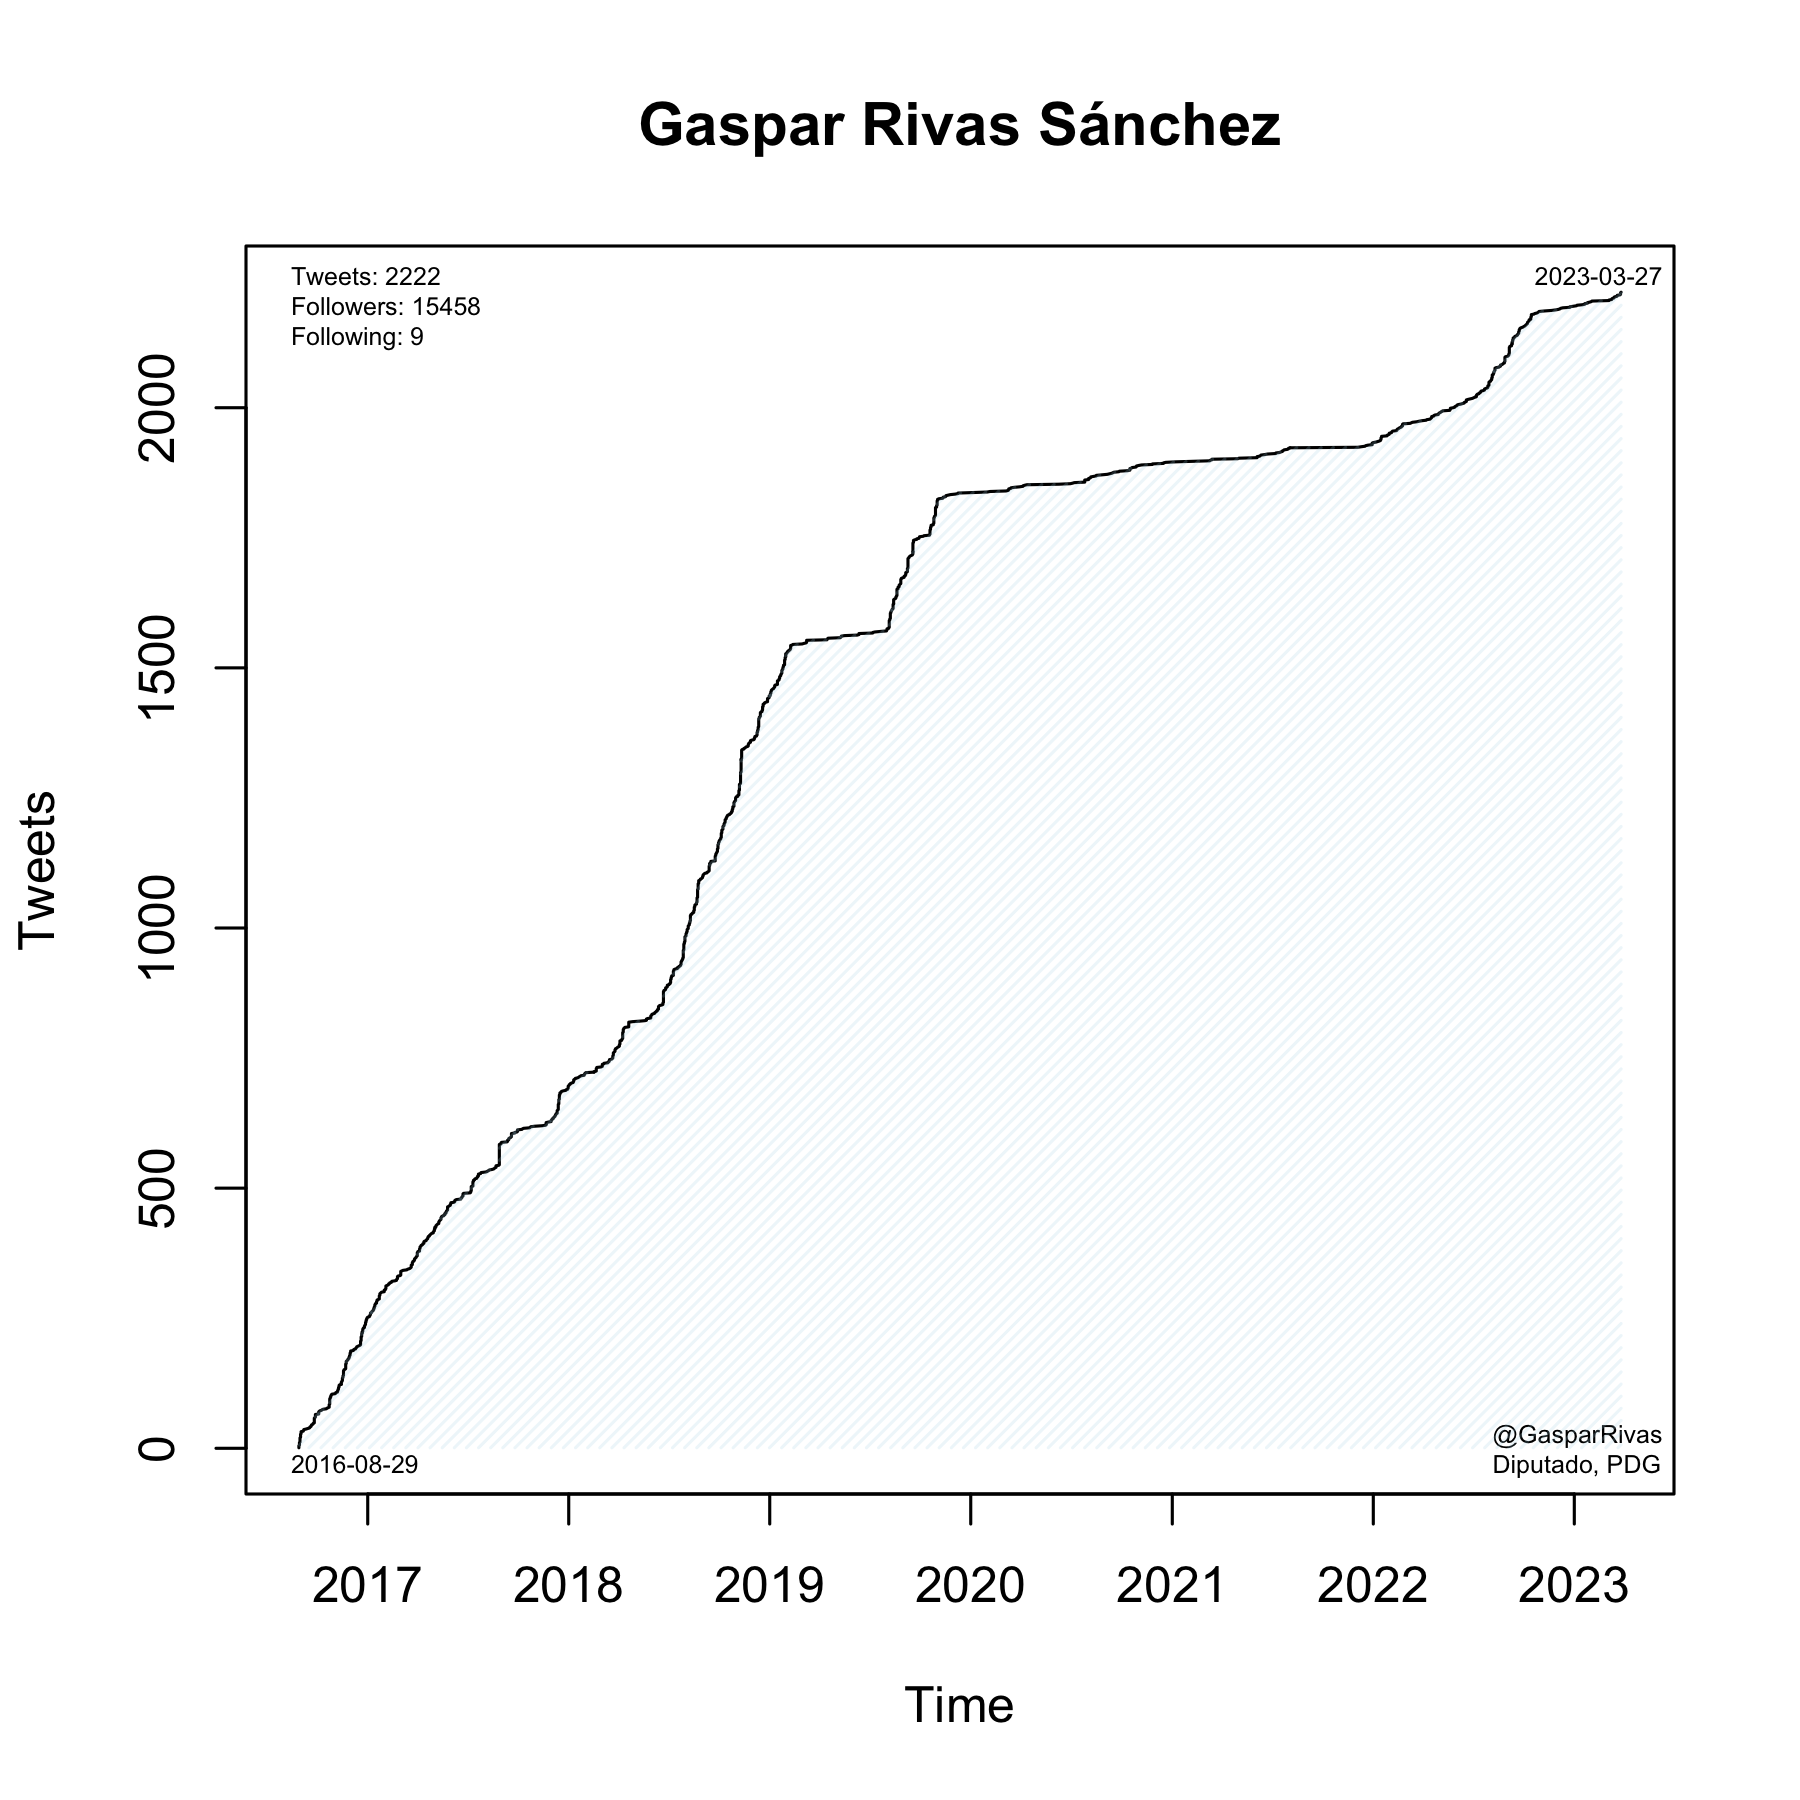 Gaspar Rivas Sánchez
Tweets: 2222
Followers: 15458
Following: 9
2023-03-27
2000
1500
1000
500
0
Tweets
@GasparRivas
Diputado, PDG
2016-08-29
2017 2018 2019 2020 2021 2022 2023
Time